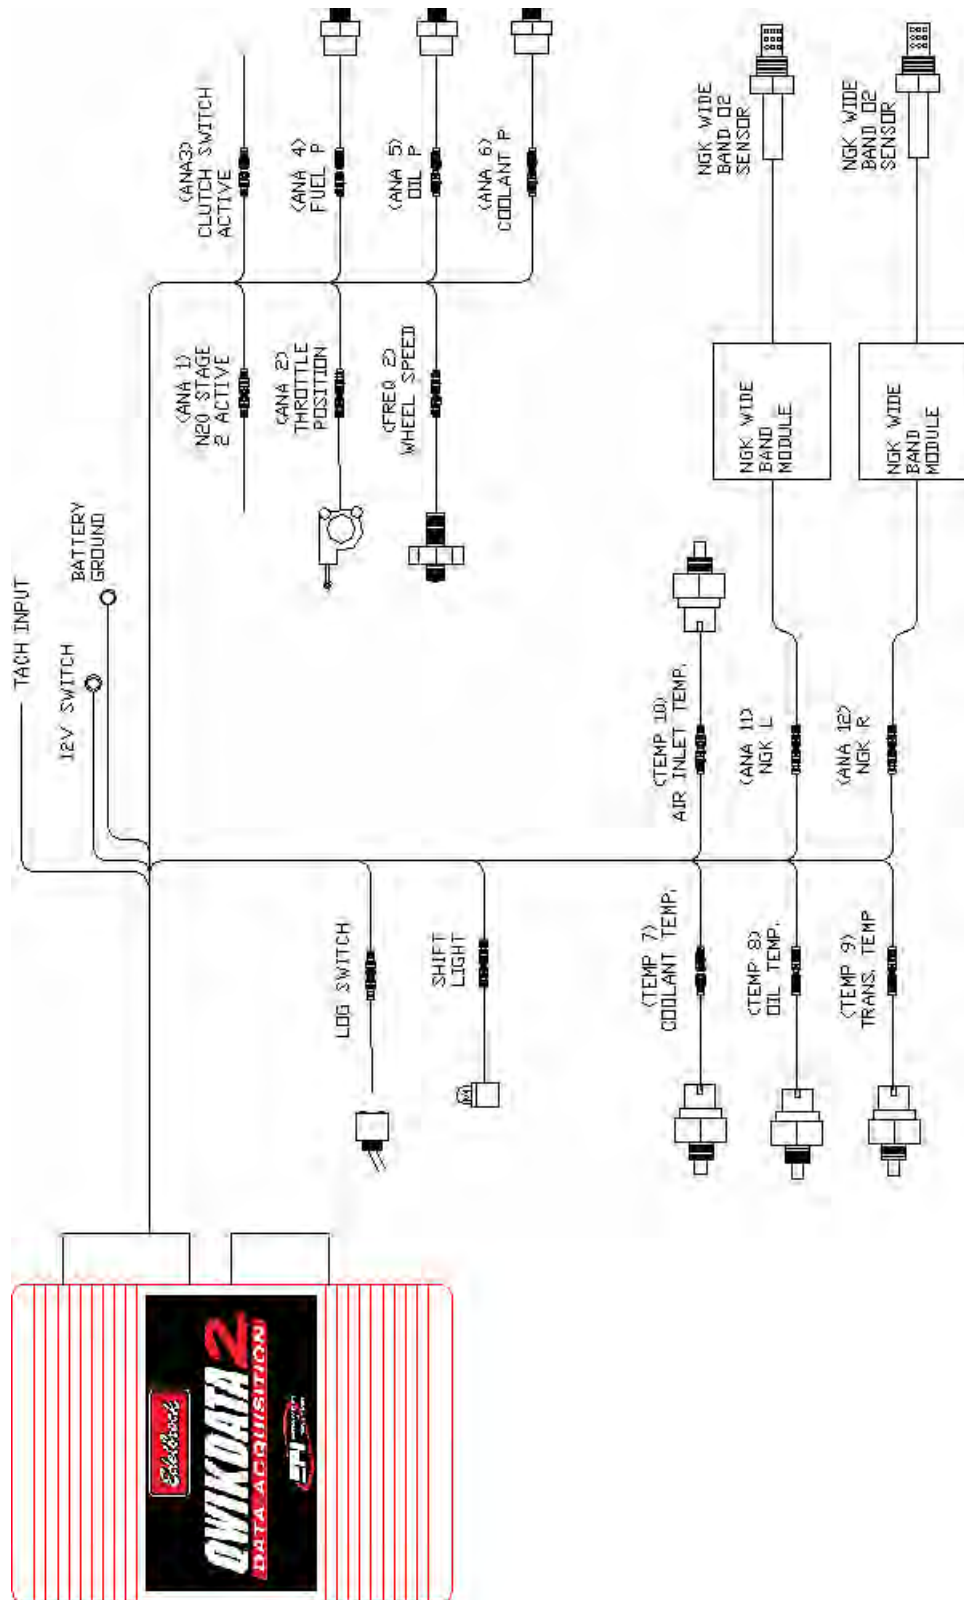 TACH INPUT
12V SWITCH
BATTERY
GROUND
(ANA3)
CLUTCH SWITCH
ACTIVE
(ANA 4)
FUEL P
(ANA 5)
OIL P
(ANA 6)
COOLANT P
(ANA 1)
N2O STAGE
2 ACTIVE
(ANA 2)
THROTTLE
POSITION
(FREQ 2)
WHEEL SPEED
NGK WIDE
BAND O2
SENSOR
NGK WIDE
BAND O2
SENSOR
NGK WIDE
BAND
MODULE
NGK WIDE
BAND
MODULE
(TEMP 10)
AIR INLET TEMP.
(ANA 11)
NGK L
(ANA 12)
NGK R
LOG SWITCH
SHIFT
LIGHT
(TEMP 7)
COOLANT TEMP.
(TEMP 8)
OIL TEMP.
(TEMP 9)
TRANS. TEMP
Edelbrock
QWIKDATA 2
DATA ACQUISITION